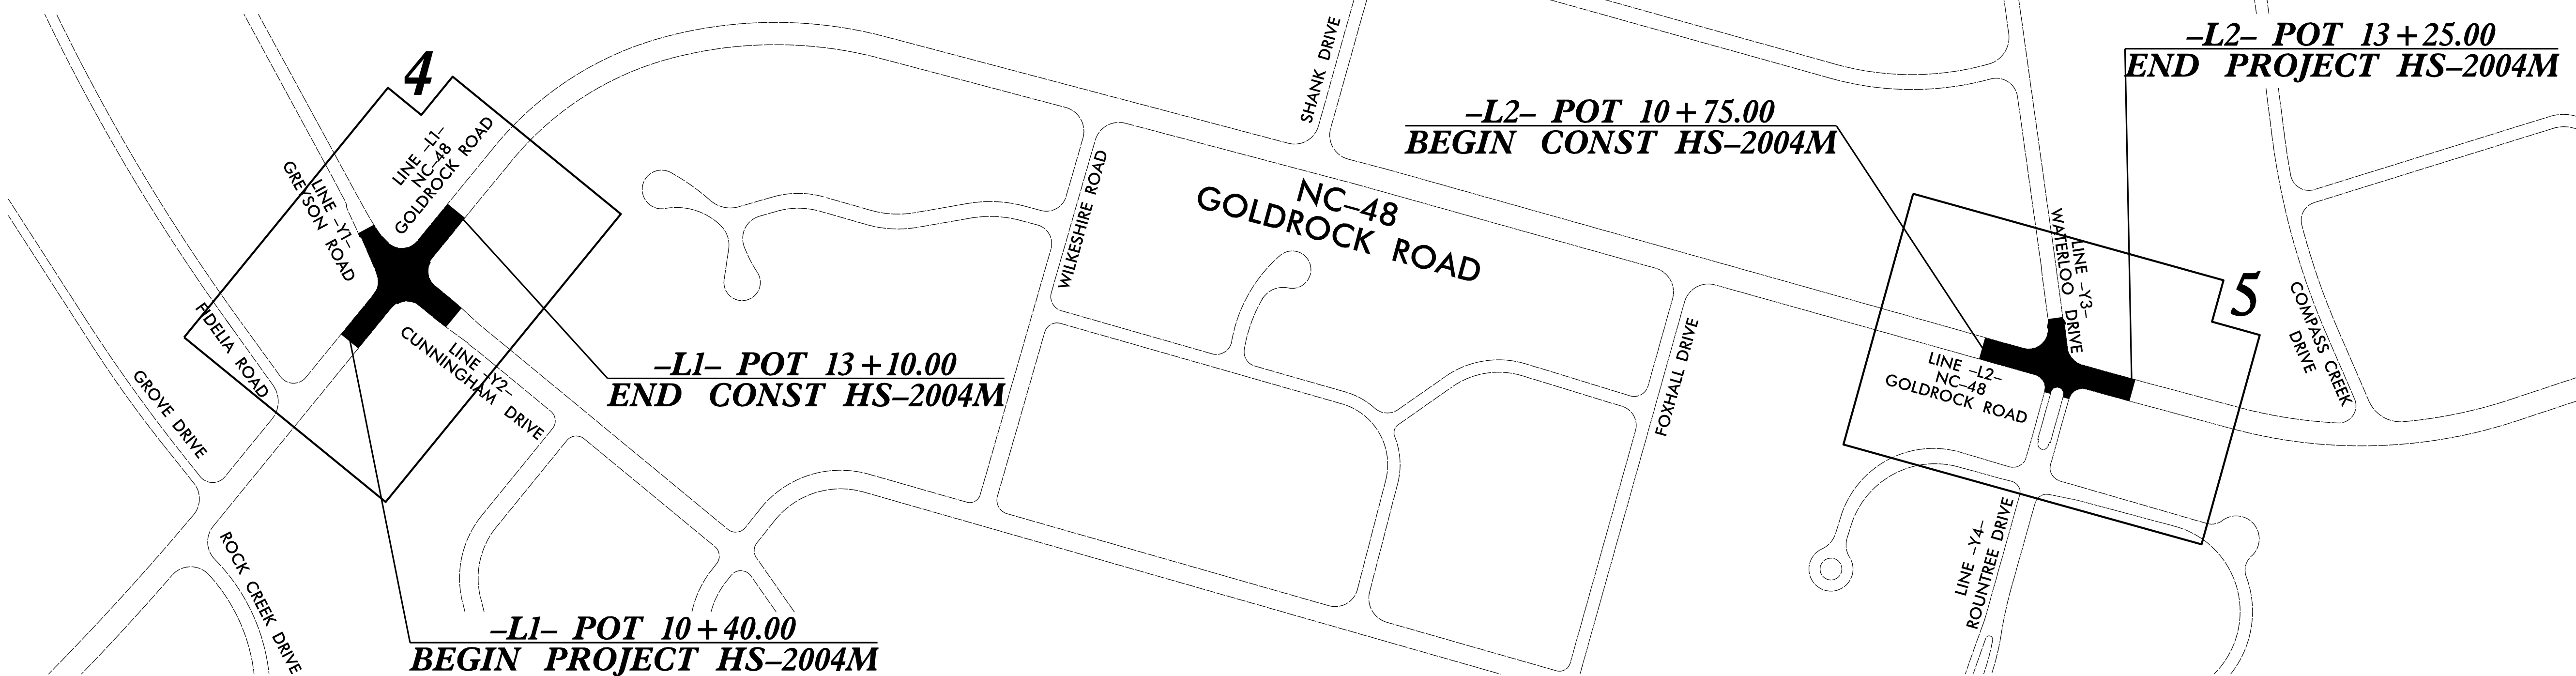 4
LINE –L1–
NC–48
GOLDROCK ROAD
LINE –Y1–
GREYSON ROAD
FIDELIA ROAD
GROVE DRIVE
LINE –Y2–
CUNNINGHAM DRIVE
ROCK CREEK DRIVE
–L1– POT 13+10.00
END CONST HS–2004M
–L1– POT 10+40.00
BEGIN PROJECT HS–2004M
WILKESHIRE ROAD
SHANK DRIVE
NC–48
GOLDROCK ROAD
FOXHALL DRIVE
–L2– POT 10+75.00
BEGIN CONST HS–2004M
–L2– POT 13+25.00
END PROJECT HS–2004M
5
LINE –Y3–
WATERLOO DRIVE
LINE –L2–
NC–48
GOLDROCK ROAD
LINE –Y4–
ROUNTREE DRIVE
COMPASS CREEK
DRIVE